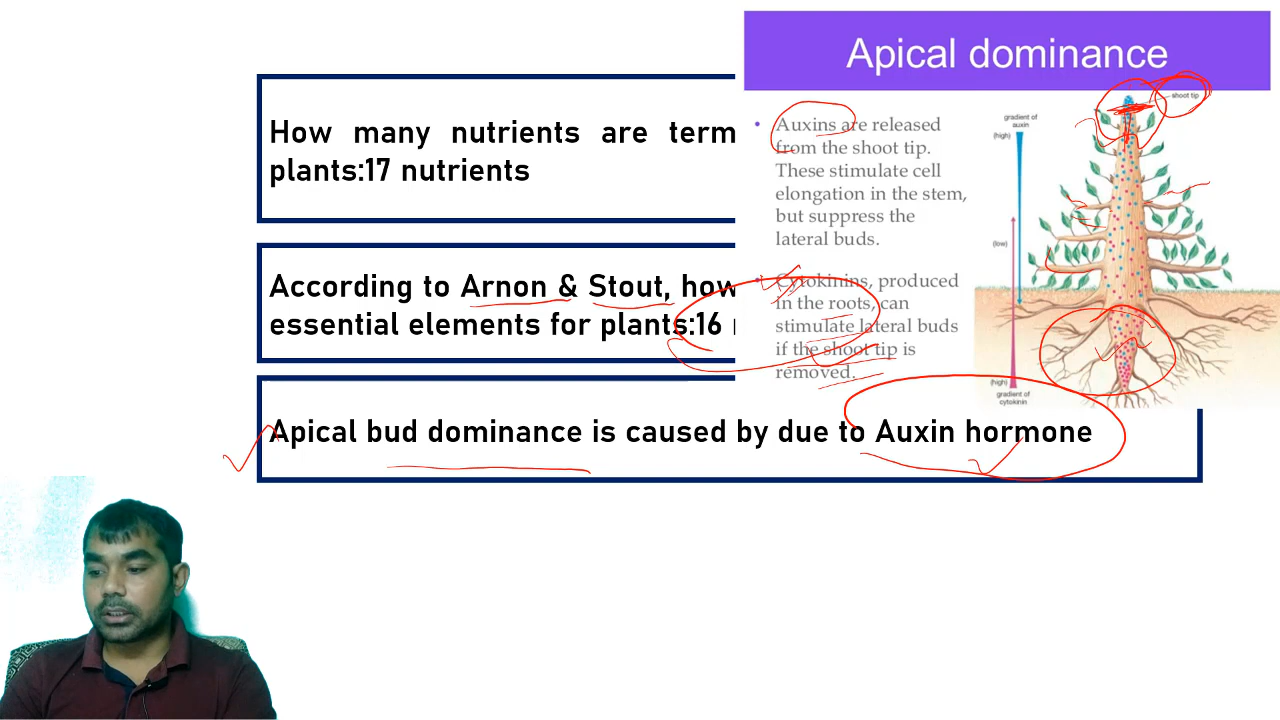 Apical dominance
How many nutrients are term
plants:17 nutrients
According to Arnon & Stout, how
essential elements for plants:16
Apical bud dominance is caused by due to Auxin hormone
• Auxins are released
from the shoot tip.
These stimulate cell
elongation in the stem,
but suppress the
lateral buds.
• Cytokinins, produced
in the roots, can
stimulate lateral buds
if the shoot tip is
removed.
shoot tip
gradient of
auxin
(high)
(low)
(high)
gradient of
cytokinin